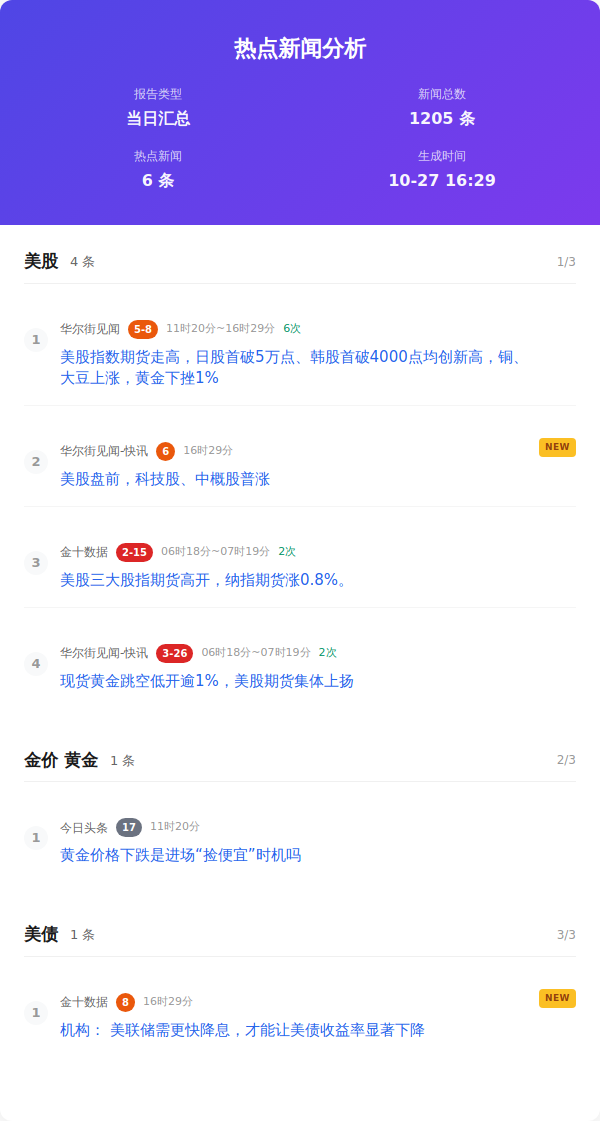 热点新闻分析
报告类型
新闻总数
当日汇总
1205 条
热点新闻
生成时间
6 条
10-27 16:29
美股 4 条 1/3
1
华尔街见闻 5-8 11时20分~16时29分 6次
美股指数期货走高，日股首破5万点、韩股首破4000点均创新高，铜、
大豆上涨，黄金下挫1%
2
华尔街见闻-快讯 6 16时29分 NEW
美股盘前，科技股、中概股普涨
3
金十数据 2-15 06时18分~07时19分 2次
美股三大股指期货高开，纳指期货涨0.8%。
4
华尔街见闻-快讯 3-26 06时18分~07时19分 2次
现货黄金跳空低开逾1%，美股期货集体上扬
金价 黄金 1 条 2/3
1
今日头条 17 11时20分
黄金价格下跌是进场“捡便宜”时机吗
美债 1 条 3/3
1
金十数据 8 16时29分 NEW
机构： 美联储需更快降息，才能让美债收益率显著下降